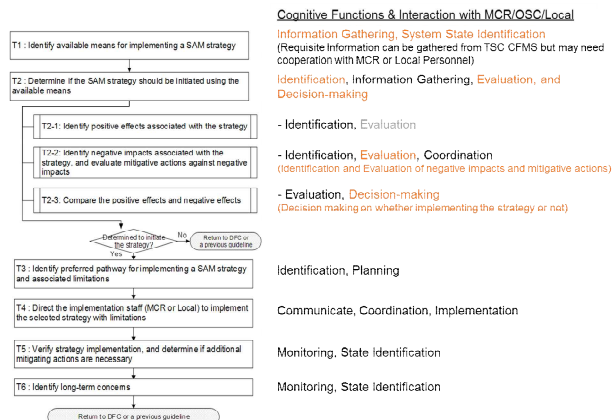 Cognitive Functions & Interaction with MCR/OSC/Local
T1 : Identify available means for implementing a SAM strategy
Information Gathering, System State Identification
(Requisite Information can be gathered from TSC CFMS but may need
cooperation with MCR or Local Personnel)
T2 : Determine if the SAM strategy should be initiated using the
available means
Identification, Information Gathering, Evaluation, and
Decision-making
T2-1: Identify positive effects associated with the strategy
- Identification, Evaluation
T2-2: Identify negative impacts associated with the
strategy, and evaluate mitigative actions against negative
impacts
- Identification, Evaluation, Coordination
(Identification and Evaluation of negative impacts and mitigative actions)
T2-3: Compare the positive effects and negative effects
- Evaluation, Decision-making
(Decision making on whether implementing the strategy or not)
Determined to initiate
the strategy?
No
Return to DFC or
a previous guideline
Yes
T3 : Identify preferred pathway for implementing a SAM strategy
and associated limitations
Identification, Planning
T4 : Direct the implementation staff (MCR or Local) to implement
the selected strategy with limitations
Communicate, Coordination, Implementation
T5 : Verify strategy implementation, and determine if additional
mitigating actions are necessary
Monitoring, State Identification
T6 : Identify long-term concerns
Monitoring, State Identification
Return to DFC or a previous guideline